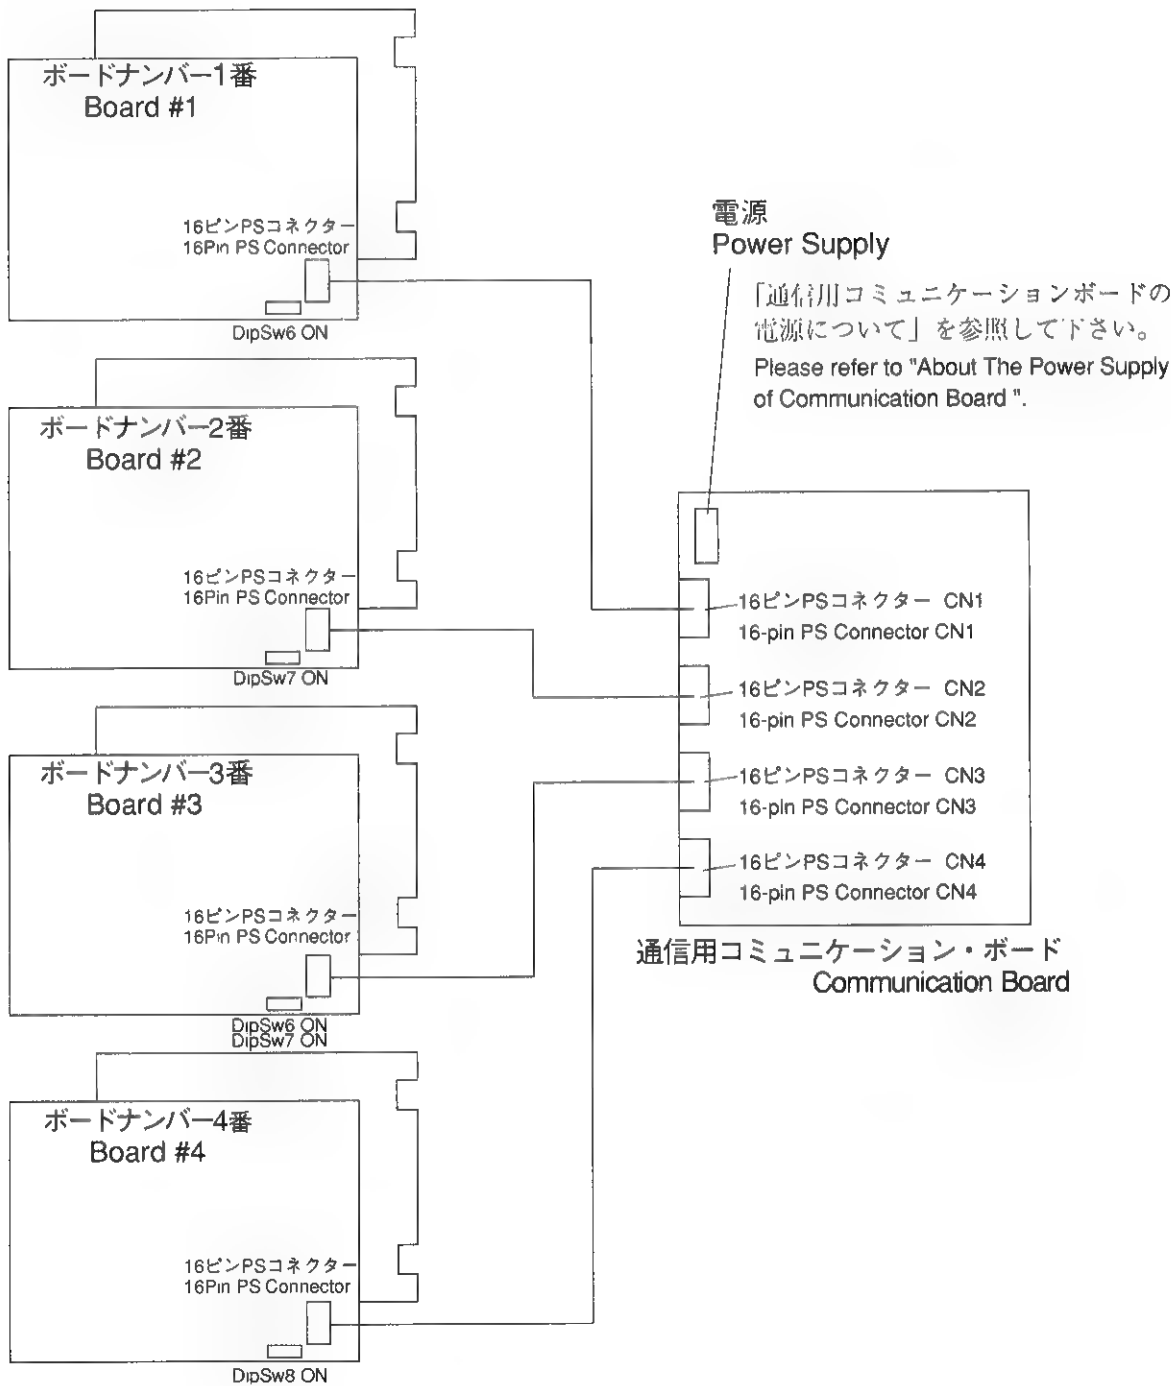 ボードナンバー1番
Board #1
16ピンPSコネクター
16Pin PS Connector
DipSw6 ON
電源
Power Supply
「通信用コミュニケーションボードの
電源について」を参照して下さい。
Please refer to "About The Power Supply
of Communication Board ".
ボードナンバー2番
Board #2
16ピンPSコネクター
16Pin PS Connector
DipSw7 ON
16ピンPSコネクター CN1
16-pin PS Connector CN1
16ピンPSコネクター CN2
16-pin PS Connector CN2
16ピンPSコネクター CN3
16-pin PS Connector CN3
16ピンPSコネクター CN4
16-pin PS Connector CN4
通信用コミュニケーション・ボード
Communication Board
ボードナンバー3番
Board #3
16ピンPSコネクター
16Pin PS Connector
DipSw6 ON
DipSw7 ON
ボードナンバー4番
Board #4
16ピンPSコネクター
16Pin PS Connector
DipSw8 ON